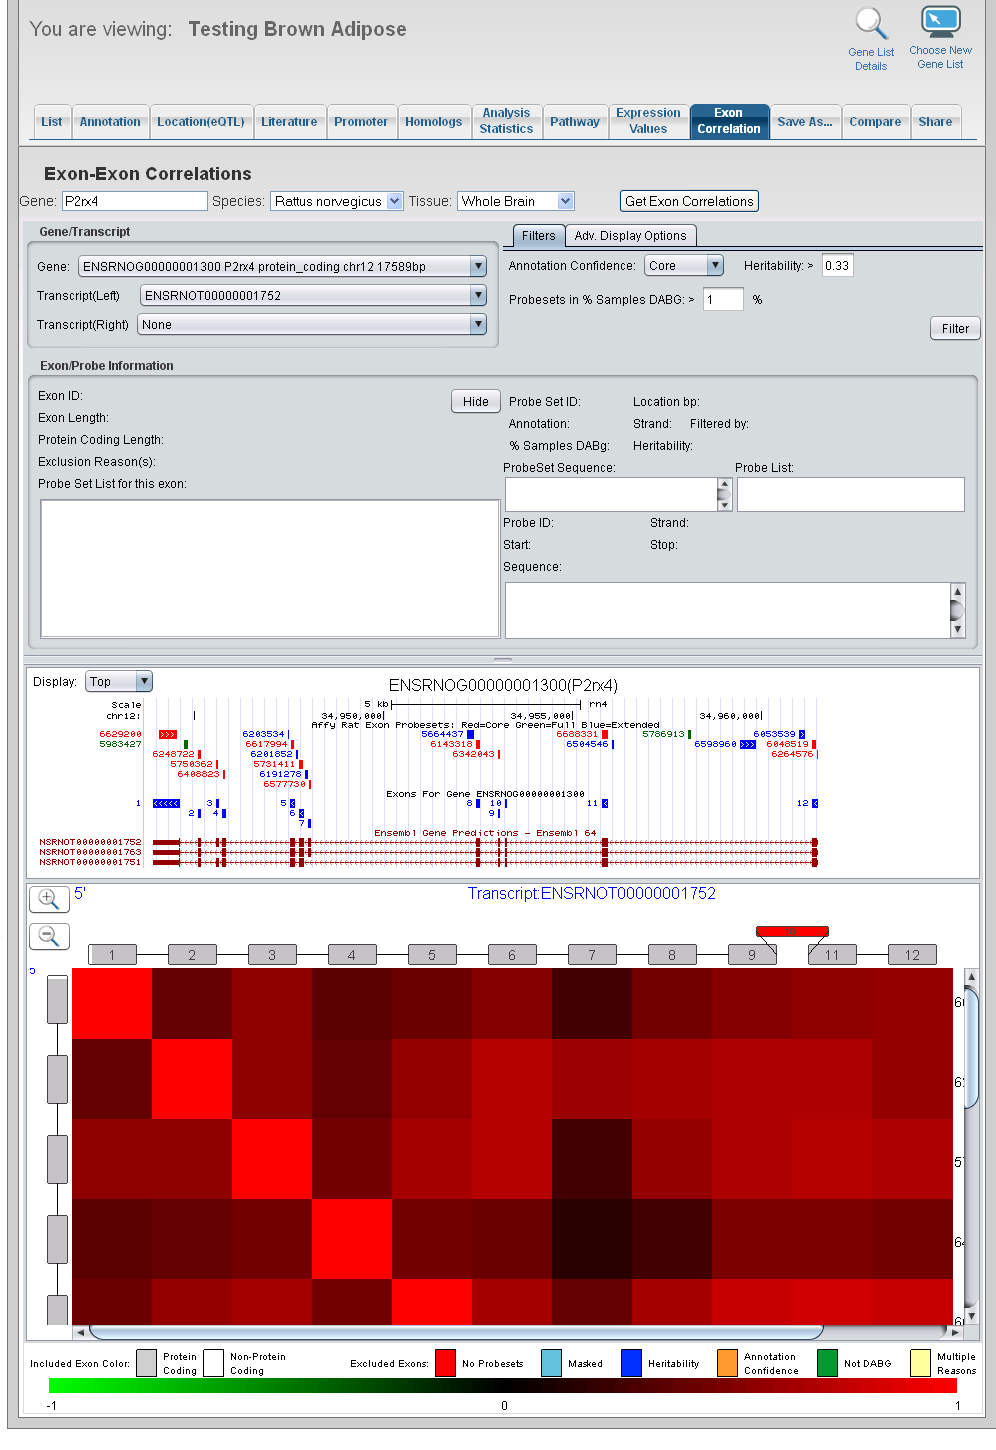 You are viewing: Testing Brown Adipose
Gene List Details
Choose New Gene List
List Annotation Location(eQTL) Literature Promoter Homologs Analysis Statistics Pathway Expression Values Exon Correlation Save As... Compare Share
Exon-Exon Correlations
Gene: P2rx4 Species: Rattus norvegicus Tissue: Whole Brain Get Exon Correlations
Gene/Transcript
Filters Adv. Display Options
Gene: ENSRNOG00000001300 P2rx4 protein_coding chr12 17589bp
Annotation Confidence: Core Heritability: > 0.33
Transcript(Left) ENSRNOT00000001752
Probesets in % Samples DABG: > 1 %
Transcript(Right) None
Filter
Exon/Probe Information
Exon ID:
Hide
Probe Set ID: Location bp:
Exon Length:
Annotation: Strand: Filtered by:
Protein Coding Length:
% Samples DABg: Heritability:
Exclusion Reason(s):
ProbeSet Sequence: Probe List:
Probe Set List for this exon:
Probe ID: Strand:
Start: Stop:
Sequence:
Display: Top
ENSRNOG00000001300(P2rx4)
Scale 5 kb rn4
chr12: 34,950,000 34,955,000 34,960,000
Affy Rat Exon Probesets: Red=Core Green=Full Blue=Extended
6629200 6203534 5664437 6688331 5786913 6053539
5983427 6617994 6143318 6504546 6598960 6048519
6248722 6201852 6342043 6264576
5750362 5731411
6408823 6191278
6577730
Exons For Gene ENSRNOG00000001300
1 3 5 8 10 11 12
2 4 6 9
7
Ensembl Gene Predictions - Ensembl 64
NSRNOT00000001752
NSRNOT00000001763
NSRNOT00000001751
5' Transcript:ENSRNOT00000001752
1 2 3 4 5 6 7 8 9 11 12
Included Exon Color: Protein Coding Non-Protein Coding Excluded Exons: No Probesets Masked Heritability Annotation Confidence Not DABG Multiple Reasons
-1 0 1